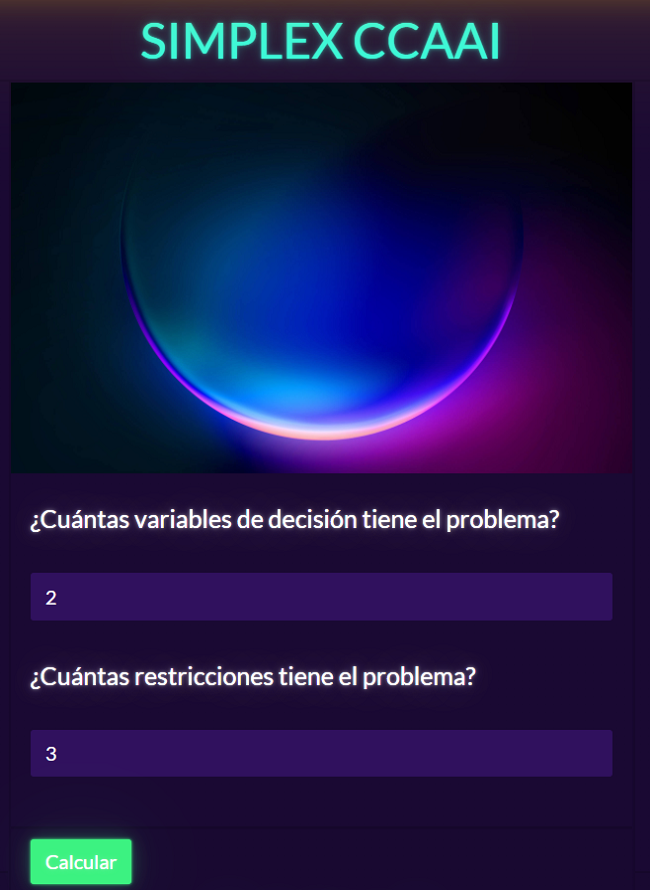 SIMPLEX CCAAI
¿Cuántas variables de decisión tiene el problema?
2
¿Cuántas restricciones tiene el problema?
3
Calcular